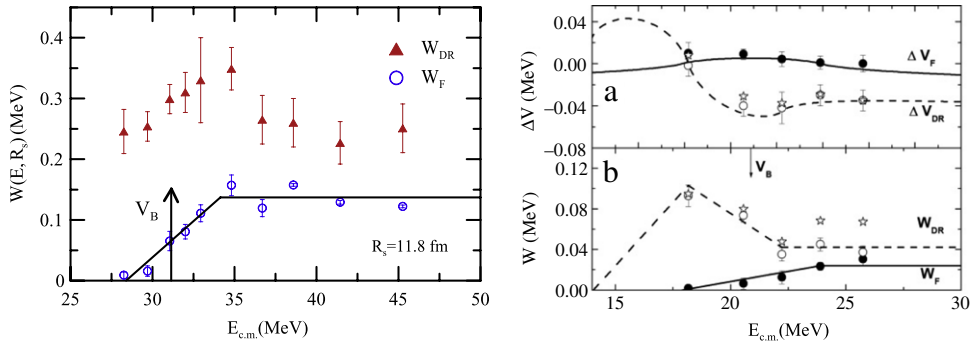 W(E, R_s) (MeV)
0.4
0.3
0.2
0.1
0
W_DR
W_F
V_B
R_s=11.8 fm
25 30 35 40 45 50
E_c.m.(MeV)
ΔV (MeV)
0.04
0.00
−0.04
−0.08
a
Δ V_F
Δ V_DR
V_B
W (MeV)
0.12
0.08
0.04
0.00
b
W_DR
W_F
15 20 25 30
E_c.m.(MeV)